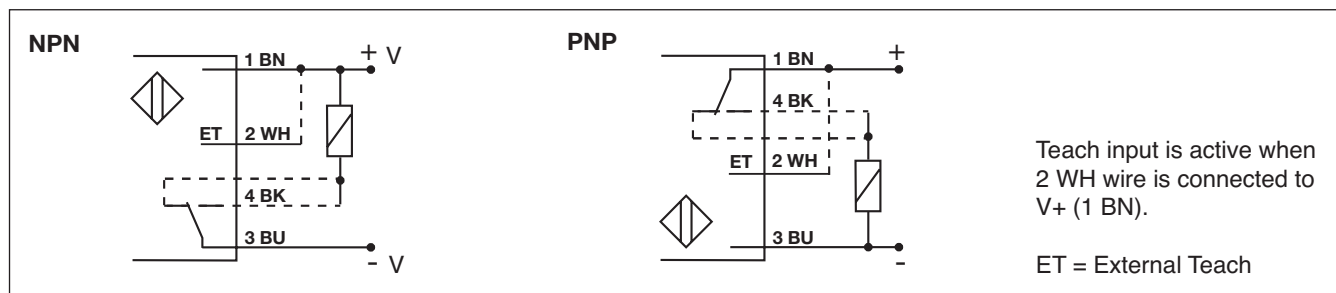 NPN
1 BN
+ V
ET 2 WH
4 BK
3 BU
- V
PNP
1 BN
+
4 BK
ET 2 WH
3 BU
-
Teach input is active when
2 WH wire is connected to
V+ (1 BN).
ET = External Teach